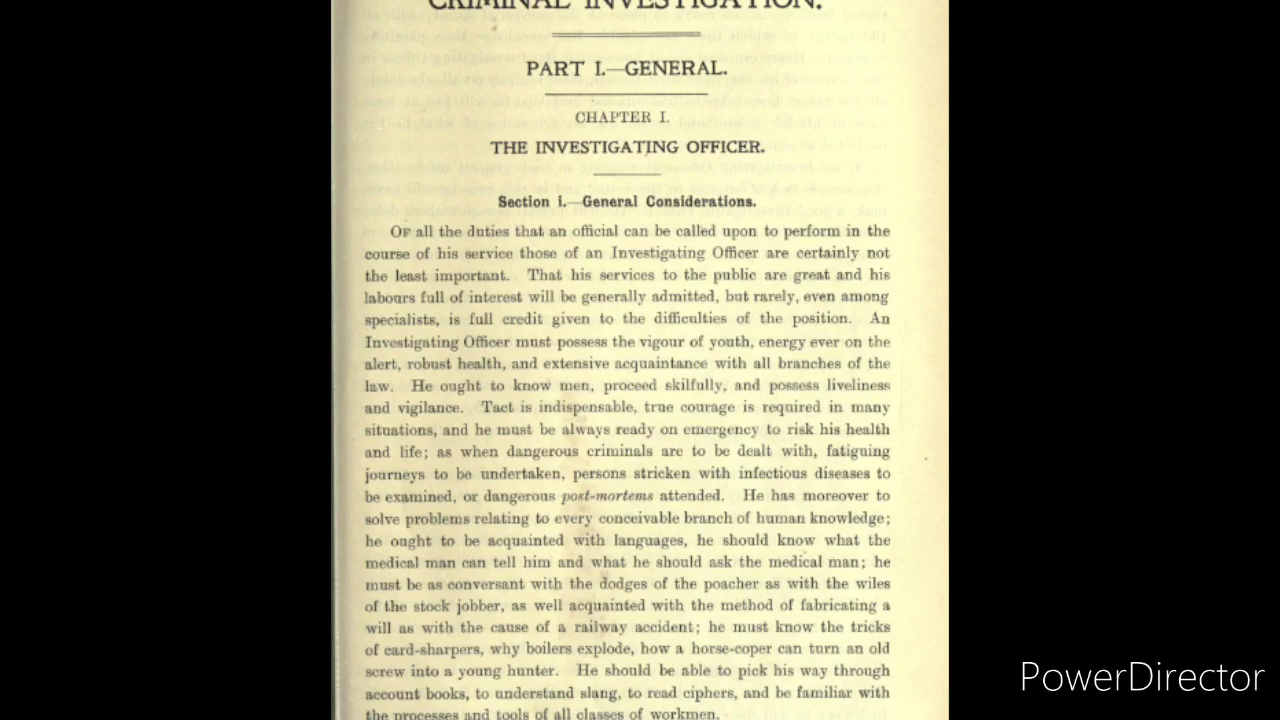 CRIMINAL INVESTIGATION.
PART I.—GENERAL.
CHAPTER I.
THE INVESTIGATING OFFICER.
Section i.—General Considerations.
OF all the duties that an official can be called upon to perform in the
course of his service those of an Investigating Officer are certainly not
the least important. That his services to the public are great and his
labours full of interest will be generally admitted, but rarely, even among
specialists, is full credit given to the difficulties of the position. An
Investigating Officer must possess the vigour of youth, energy ever on the
alert, robust health, and extensive acquaintance with all branches of the
law. He ought to know men, proceed skilfully, and possess liveliness
and vigilance. Tact is indispensable, true courage is required in many
situations, and he must be always ready on emergency to risk his health
and life; as when dangerous criminals are to be dealt with, fatiguing
journeys to be undertaken, persons stricken with infectious diseases to
be examined, or dangerous post-mortems attended. He has moreover to
solve problems relating to every conceivable branch of human knowledge;
he ought to be acquainted with languages, he should know what the
medical man can tell him and what he should ask the medical man; he
must be as conversant with the dodges of the poacher as with the wiles
of the stock jobber, as well acquainted with the method of fabricating a
will as with the cause of a railway accident; he must know the tricks
of card-sharpers, why boilers explode, how a horse-coper can turn an old
screw into a young hunter. He should be able to pick his way through
account books, to understand slang, to read ciphers, and be familiar with
the processes and tools of all classes of workmen.
PowerDirector